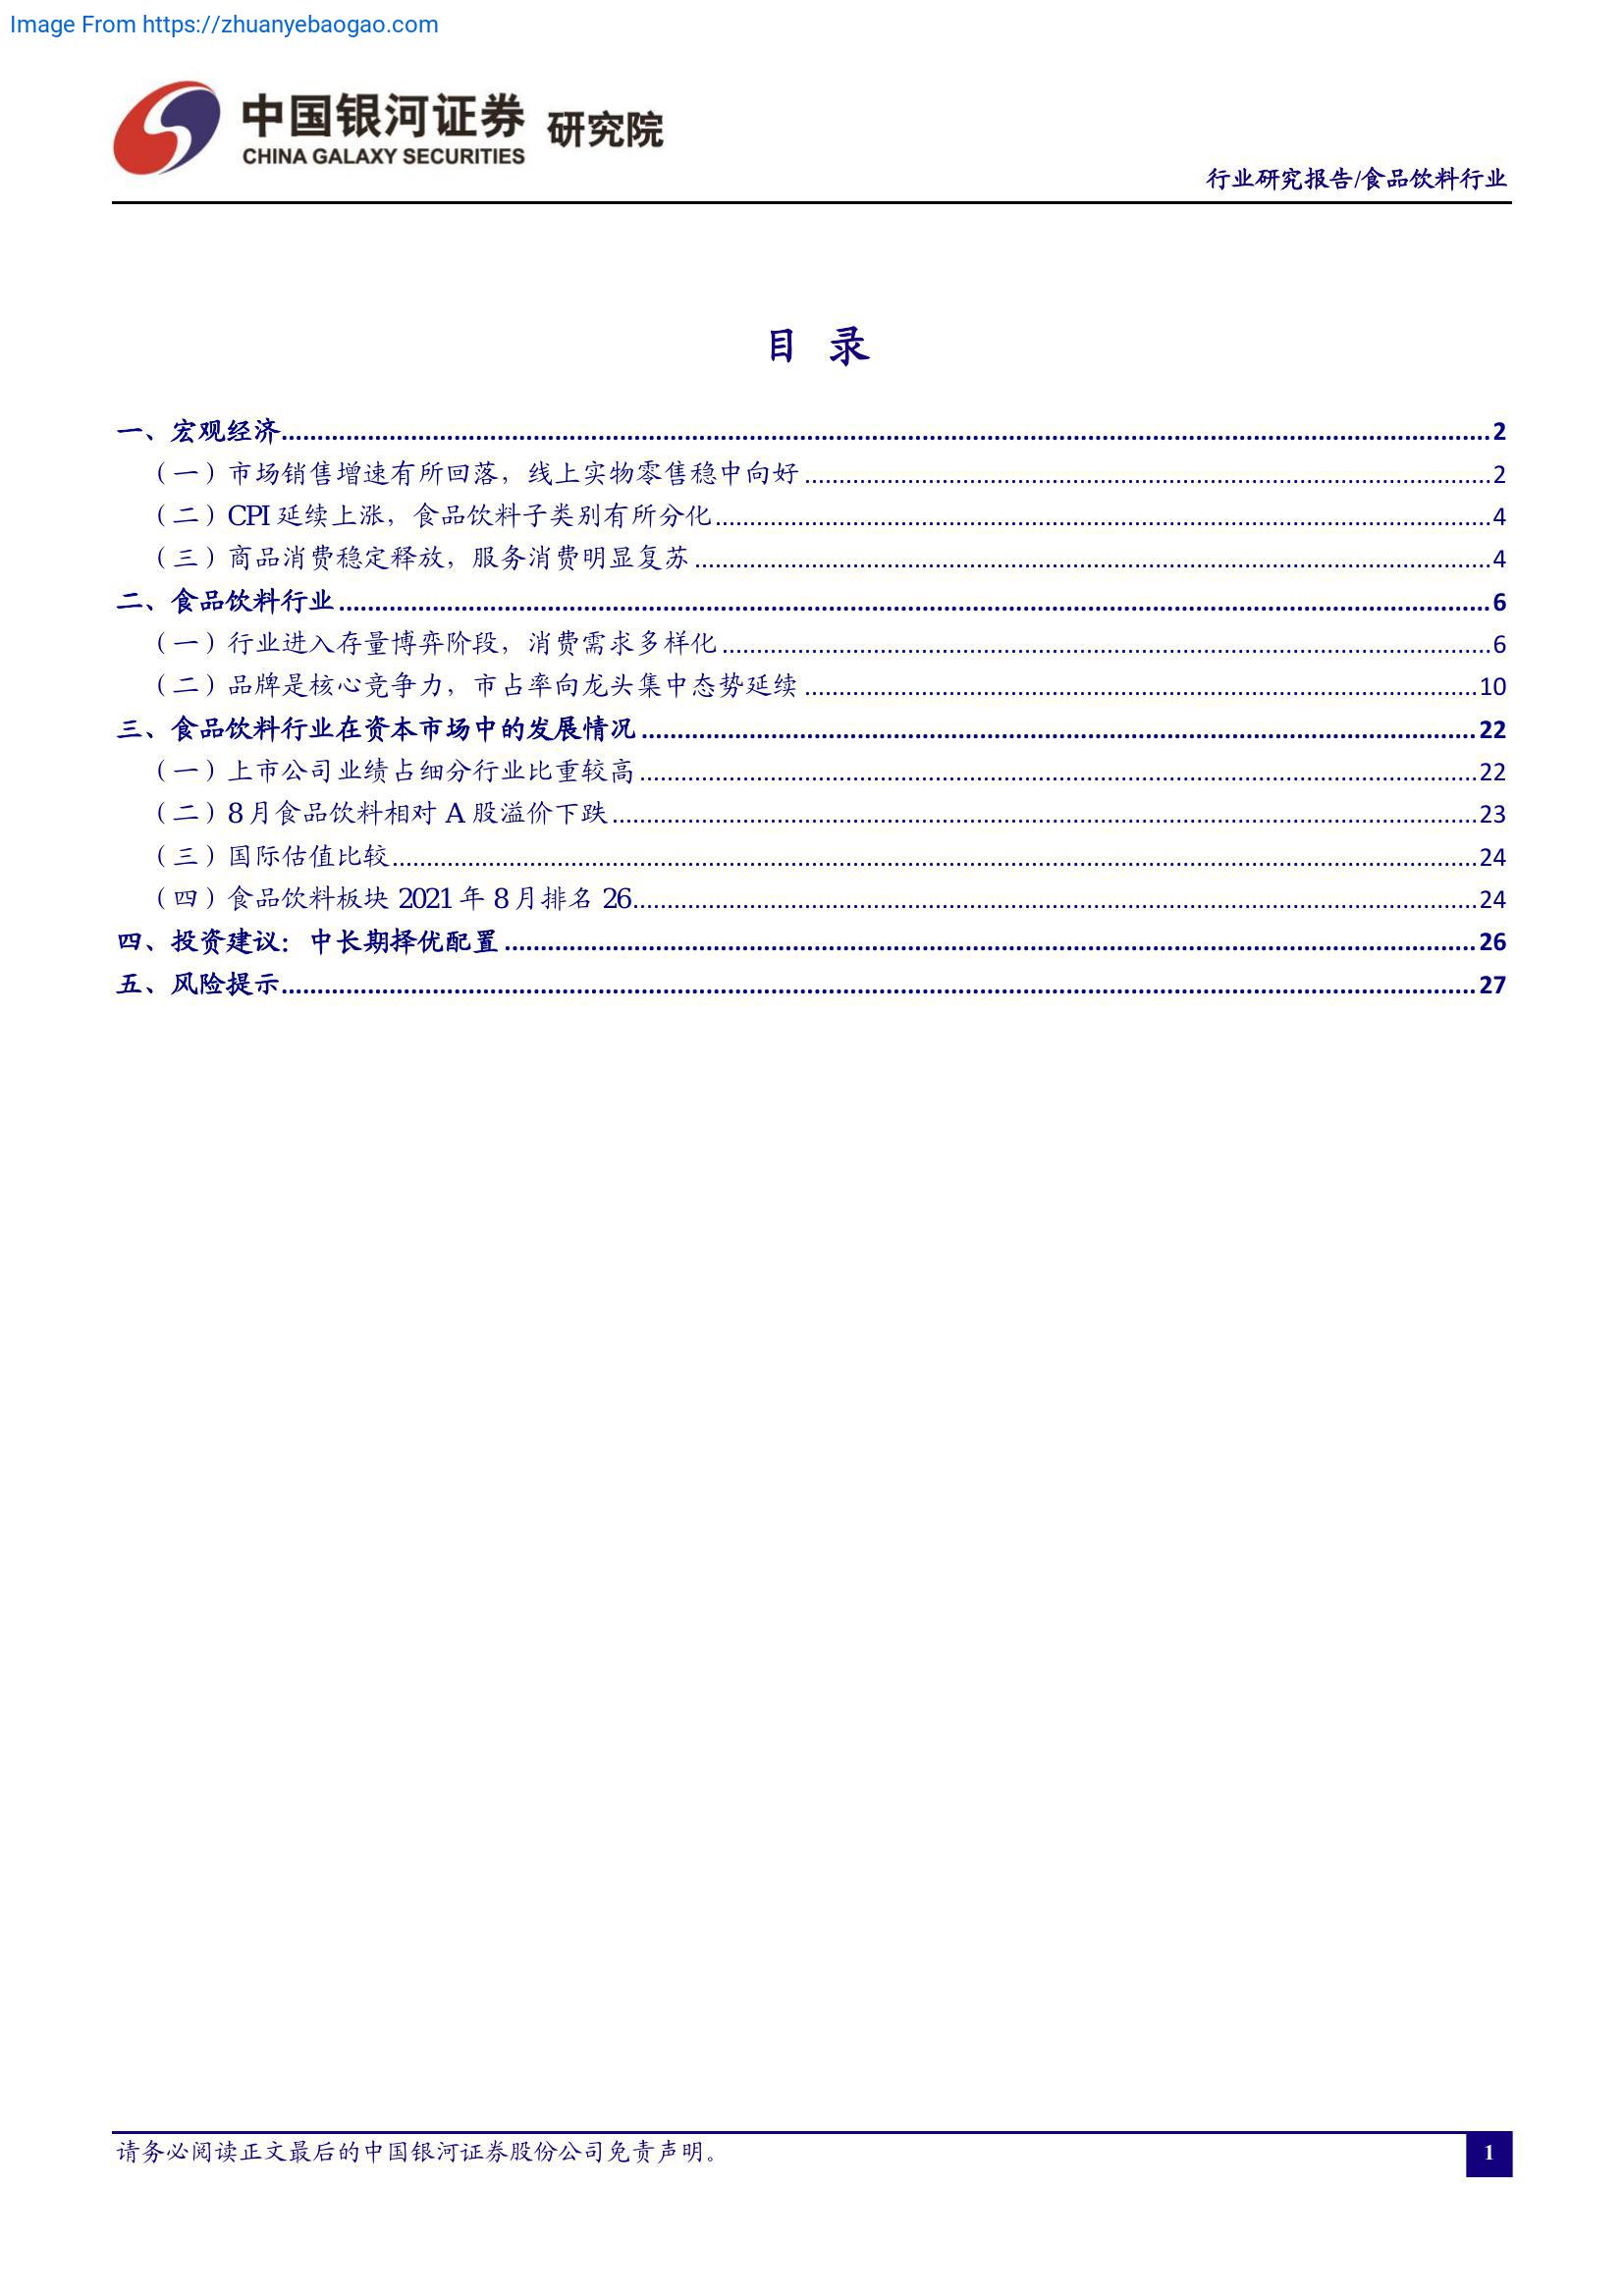 Image From https://zhuanyebaogao.com
中国银河证券 研究院
CHINA GALAXY SECURITIES
行业研究报告/食品饮料行业
目 录
一、宏观经济........2
（一）市场销售增速有所回落，线上实物零售稳中向好........2
（二）CPI 延续上涨，食品饮料子类别有所分化........4
（三）商品消费稳定释放，服务消费明显复苏........4
二、食品饮料行业........6
（一）行业进入存量博弈阶段，消费需求多样化........6
（二）品牌是核心竞争力，市占率向龙头集中态势延续........10
三、食品饮料行业在资本市场中的发展情况........22
（一）上市公司业绩占细分行业比重较高........22
（二）8 月食品饮料相对 A 股溢价下跌........23
（三）国际估值比较........24
（四）食品饮料板块 2021 年 8 月排名 26........24
四、投资建议：中长期择优配置........26
五、风险提示........27
请务必阅读正文最后的中国银河证券股份公司免责声明。
1